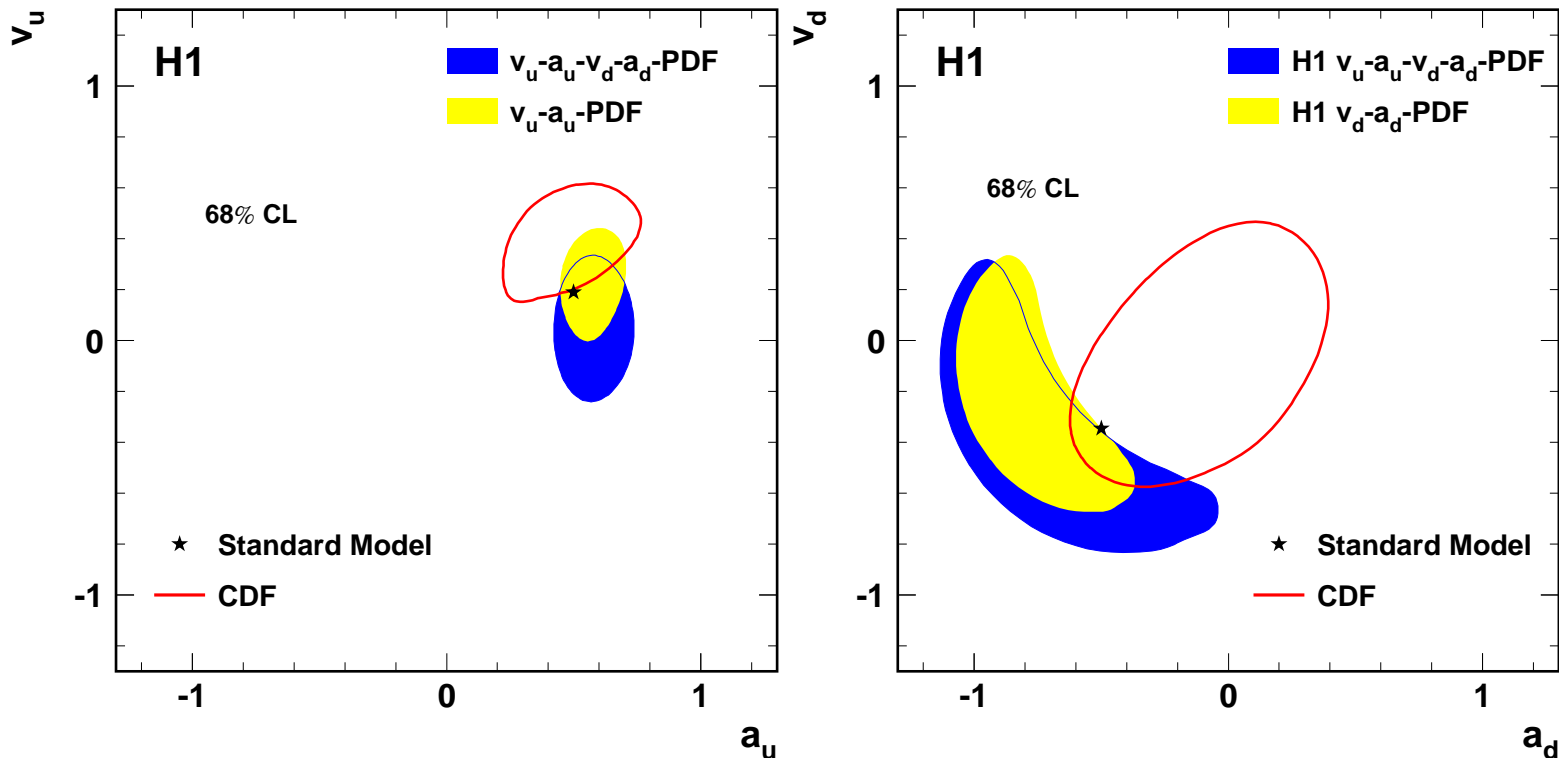 v_u
H1
v_u-a_u-v_d-a_d-PDF
v_u-a_u-PDF
68% CL
1
0
-1
Standard Model
CDF
-1 0 1
a_u
v_d
H1
H1 v_u-a_u-v_d-a_d-PDF
H1 v_d-a_d-PDF
68% CL
1
0
-1
Standard Model
CDF
-1 0 1
a_d